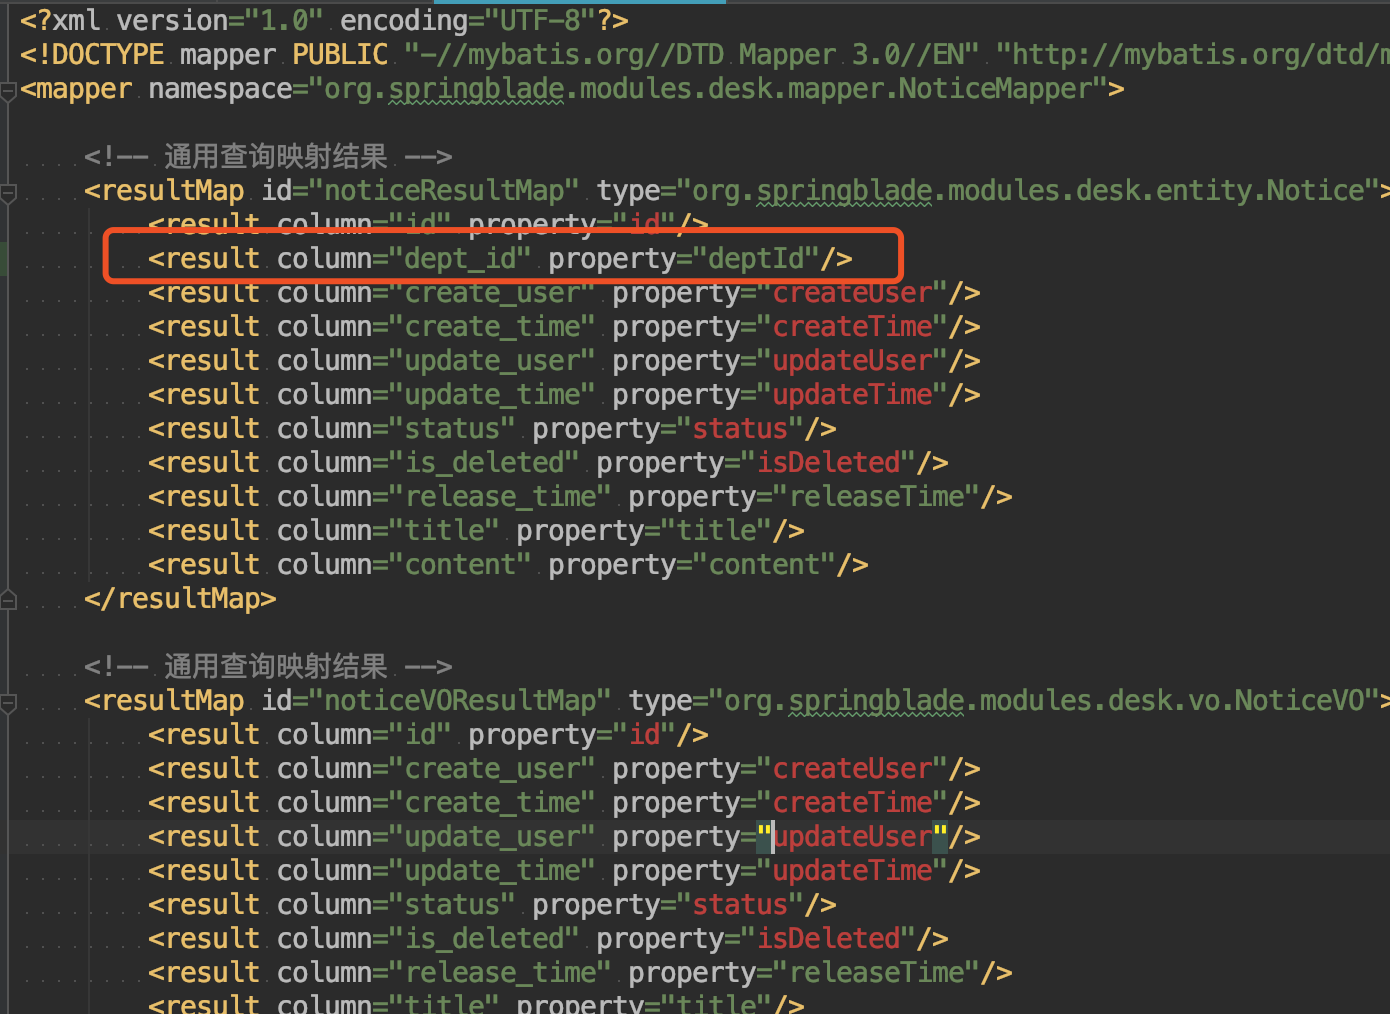 <?xml version="1.0" encoding="UTF-8"?>
<!DOCTYPE mapper PUBLIC "-//mybatis.org//DTD Mapper 3.0//EN" "http://mybatis.org/dtd/m
<mapper namespace="org.springblade.modules.desk.mapper.NoticeMapper">
<!-- 通用查询映射结果 -->
<resultMap id="noticeResultMap" type="org.springblade.modules.desk.entity.Notice">
<result column="id" property="id"/>
<result column="dept_id" property="deptId"/>
<result column="create_user" property="createUser"/>
<result column="create_time" property="createTime"/>
<result column="update_user" property="updateUser"/>
<result column="update_time" property="updateTime"/>
<result column="status" property="status"/>
<result column="is_deleted" property="isDeleted"/>
<result column="release_time" property="releaseTime"/>
<result column="title" property="title"/>
<result column="content" property="content"/>
</resultMap>
<!-- 通用查询映射结果 -->
<resultMap id="noticeVOResultMap" type="org.springblade.modules.desk.vo.NoticeVO">
<result column="id" property="id"/>
<result column="create_user" property="createUser"/>
<result column="create_time" property="createTime"/>
<result column="update_user" property="updateUser"/>
<result column="update_time" property="updateTime"/>
<result column="status" property="status"/>
<result column="is_deleted" property="isDeleted"/>
<result column="release_time" property="releaseTime"/>
<result column="title" property="title"/>